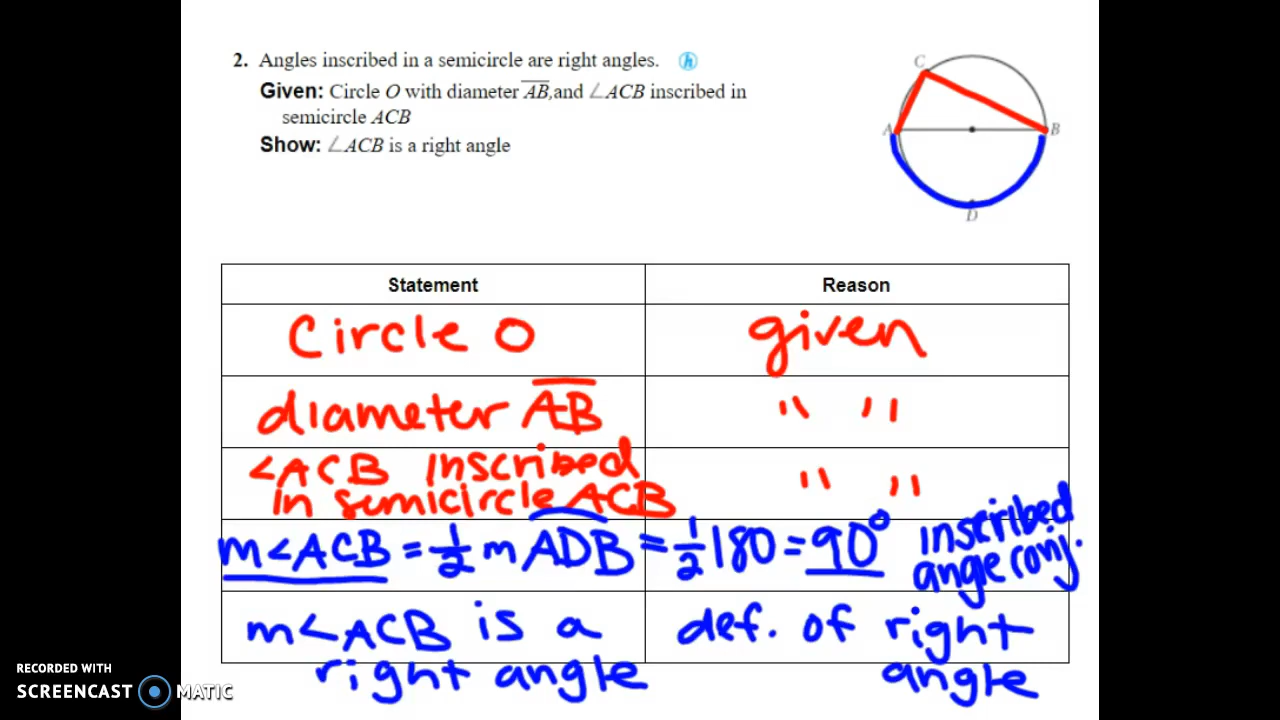 2. Angles inscribed in a semicircle are right angles. h
Given: Circle O with diameter AB, and ∠ACB inscribed in
semicircle ACB
Show: ∠ACB is a right angle
C
A
B
D
Statement
Reason
Circle O
given
diameter AB
" "
<ACB inscribed
in semicircle ACB
" "
m<ACB = 1/2 m ADB = 1/2 180 = 90° inscribed
ange conj.
m<ACB is a
right angle
def. of right
angle
RECORDED WITH
SCREENCAST MATIC